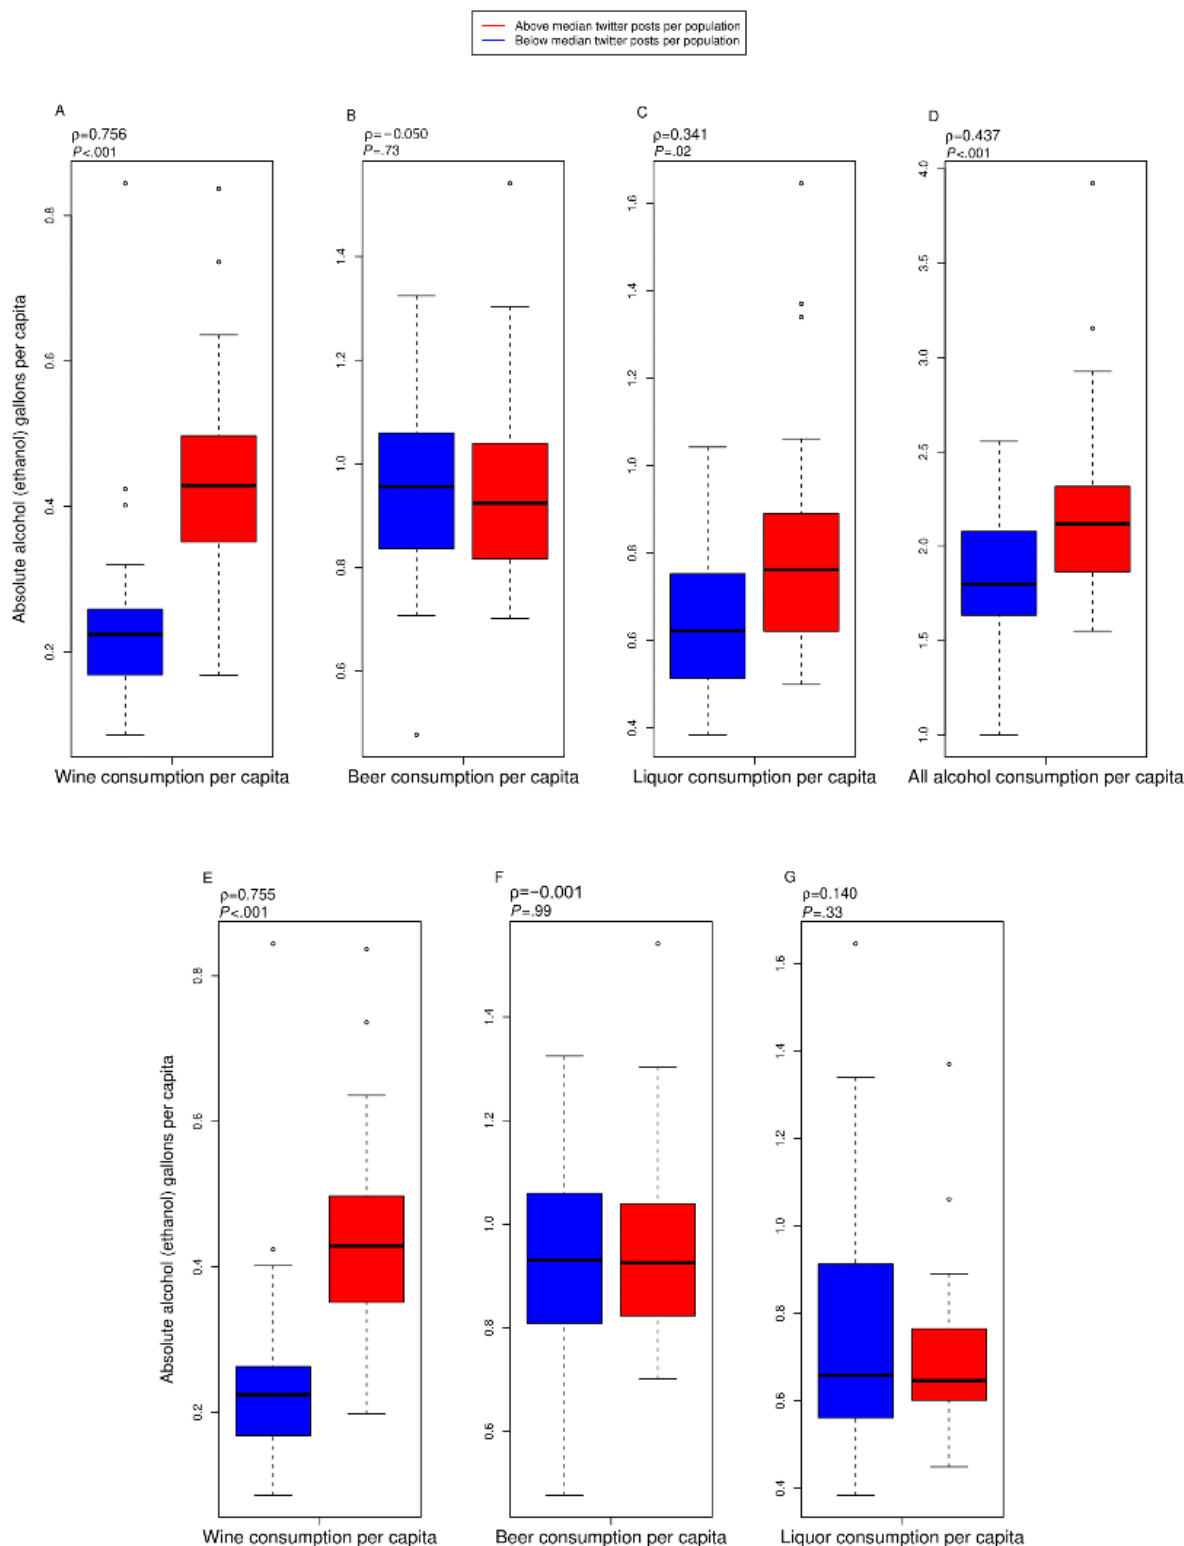 Above median twitter posts per population
Below median twitter posts per population
A
ρ=0.756
P<.001
B
ρ=−0.050
P=.73
C
ρ=0.341
P=.02
D
ρ=0.437
P<.001
Absolute alcohol (ethanol) gallons per capita
0.8
0.6
0.4
0.2
Wine consumption per capita
1.4
1.2
1.0
0.8
0.6
Beer consumption per capita
1.6
1.4
1.2
1.0
0.8
0.6
0.4
Liquor consumption per capita
4.0
3.5
3.0
2.5
2.0
1.5
1.0
All alcohol consumption per capita
E
ρ=0.755
P<.001
F
ρ=−0.001
P=.99
G
ρ=0.140
P=.33
Absolute alcohol (ethanol) gallons per capita
0.8
0.6
0.4
0.2
Wine consumption per capita
1.4
1.2
1.0
0.8
0.6
Beer consumption per capita
1.6
1.4
1.2
1.0
0.8
0.6
0.4
Liquor consumption per capita